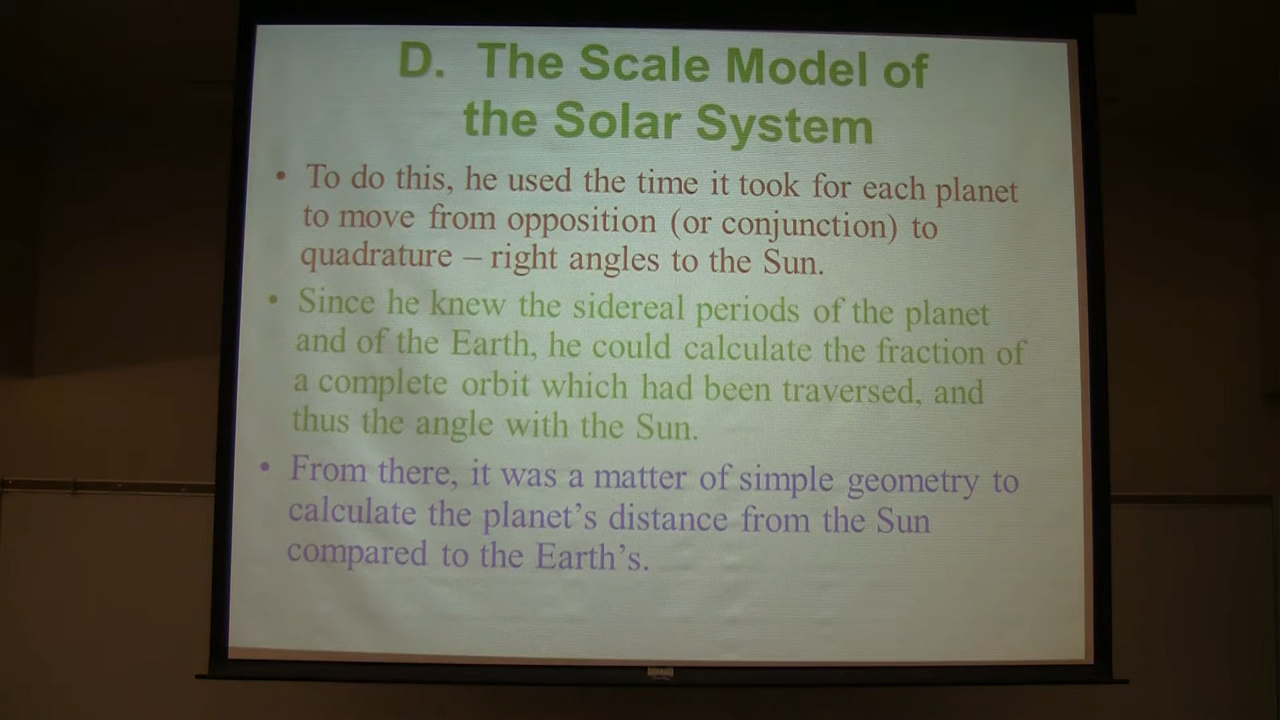 D. The Scale Model of
the Solar System
• To do this, he used the time it took for each planet
to move from opposition (or conjunction) to
quadrature – right angles to the Sun.
• Since he knew the sidereal periods of the planet
and of the Earth, he could calculate the fraction of
a complete orbit which had been traversed, and
thus the angle with the Sun.
• From there, it was a matter of simple geometry to
calculate the planet's distance from the Sun
compared to the Earth's.